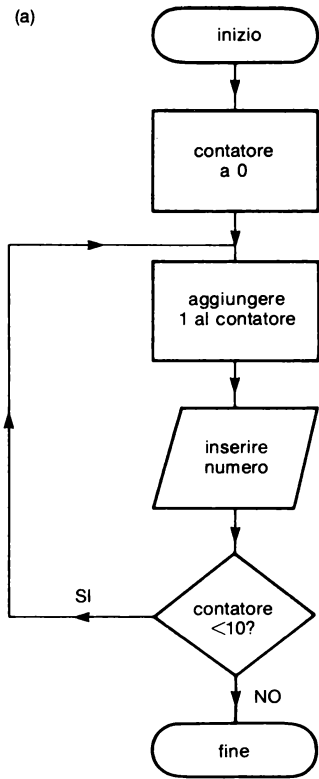 (a)
inizio
contatore
a 0
aggiungere
1 al contatore
inserire
numero
contatore
<10?
SI
NO
fine